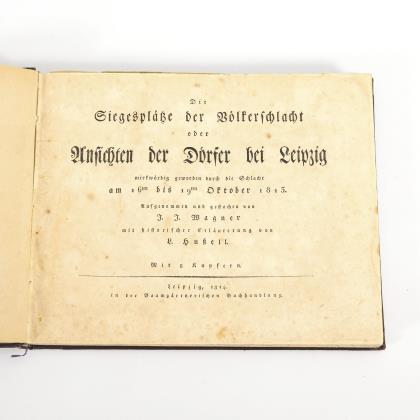 Die
Siegesplätze der Völkerschlacht
oder
Ansichten der Dörfer bei Leipzig
merkwürdig geworden durch die Schlacht
am 16ten bis 19ten Oktober 1813.
Aufgenommen und gestochen von
J. J. Wagner
mit historischer Erläuterung von
L. Hußell.
Mit 9 Kupfern.
Leipzig, 1814.
in der Baumgärtnerischen Buchhandlung.